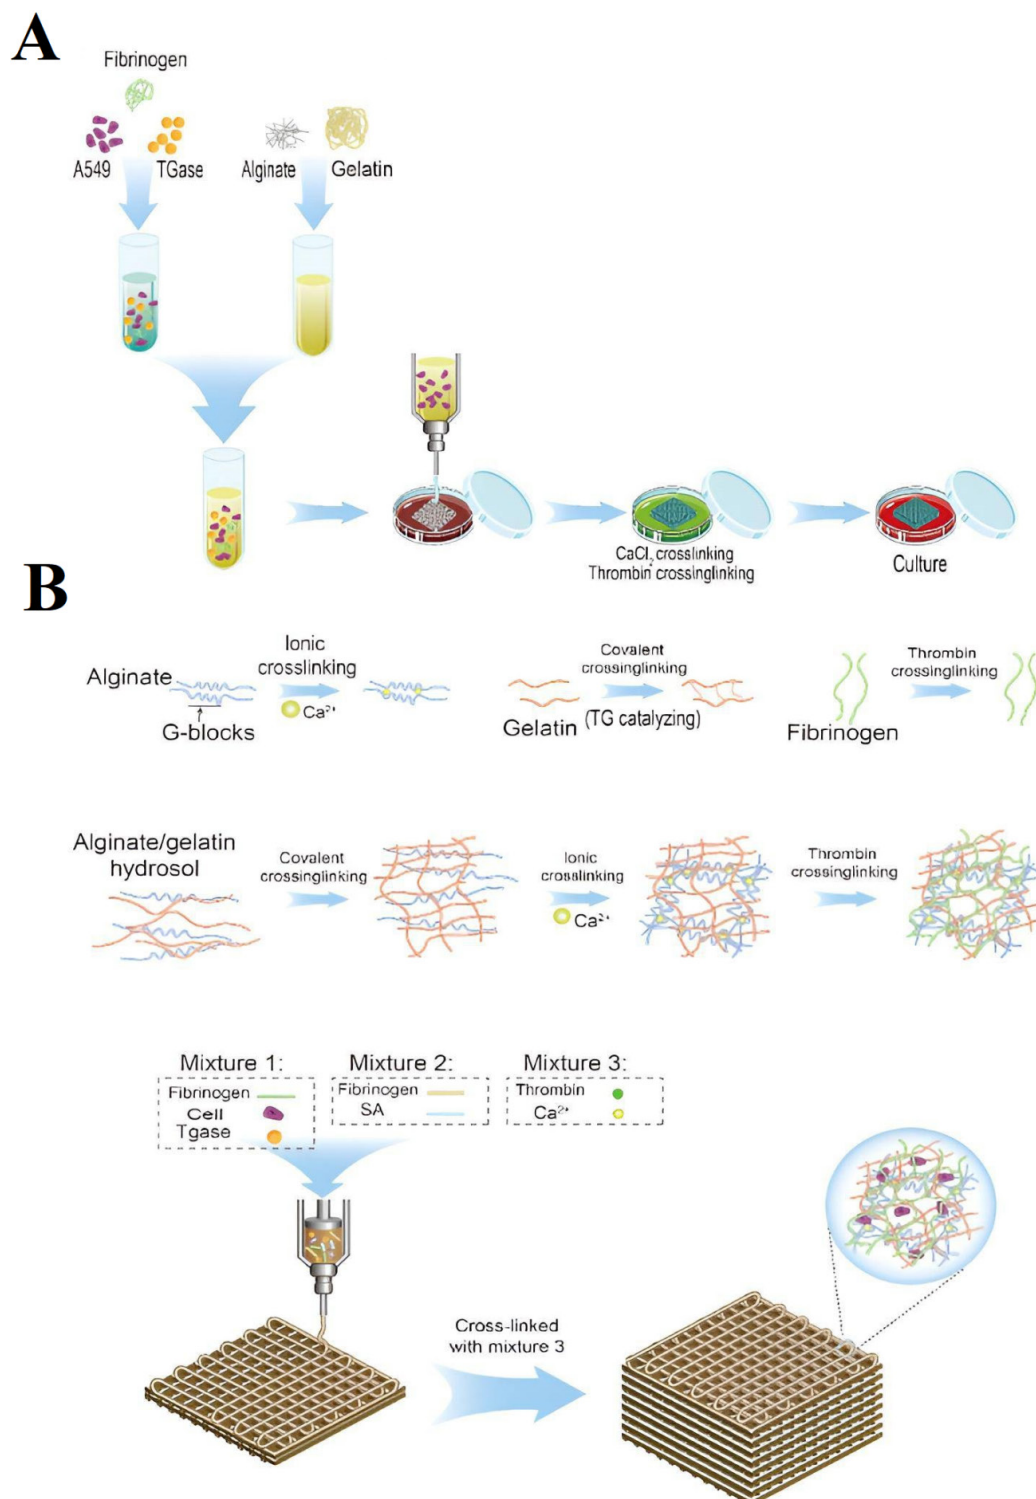 A
Fibrinogen
A549
TGase
Alginate
Gelatin
CaCl₂ crosslinking
Thrombin crossinglinking
Culture
B
Alginate
G-blocks
Ionic
crosslinking
Ca²⁺
Gelatin
Covalent
crossinglinking
(TG catalyzing)
Fibrinogen
Thrombin
crossinglinking
Alginate/gelatin
hydrosol
Covalent
crossinglinking
Ionic
crosslinking
Ca²⁺
Thrombin
crossinglinking
Mixture 1:
Fibrinogen
Cell
Tgase
Mixture 2:
Fibrinogen
SA
Mixture 3:
Thrombin
Ca²⁺
Cross-linked
with mixture 3